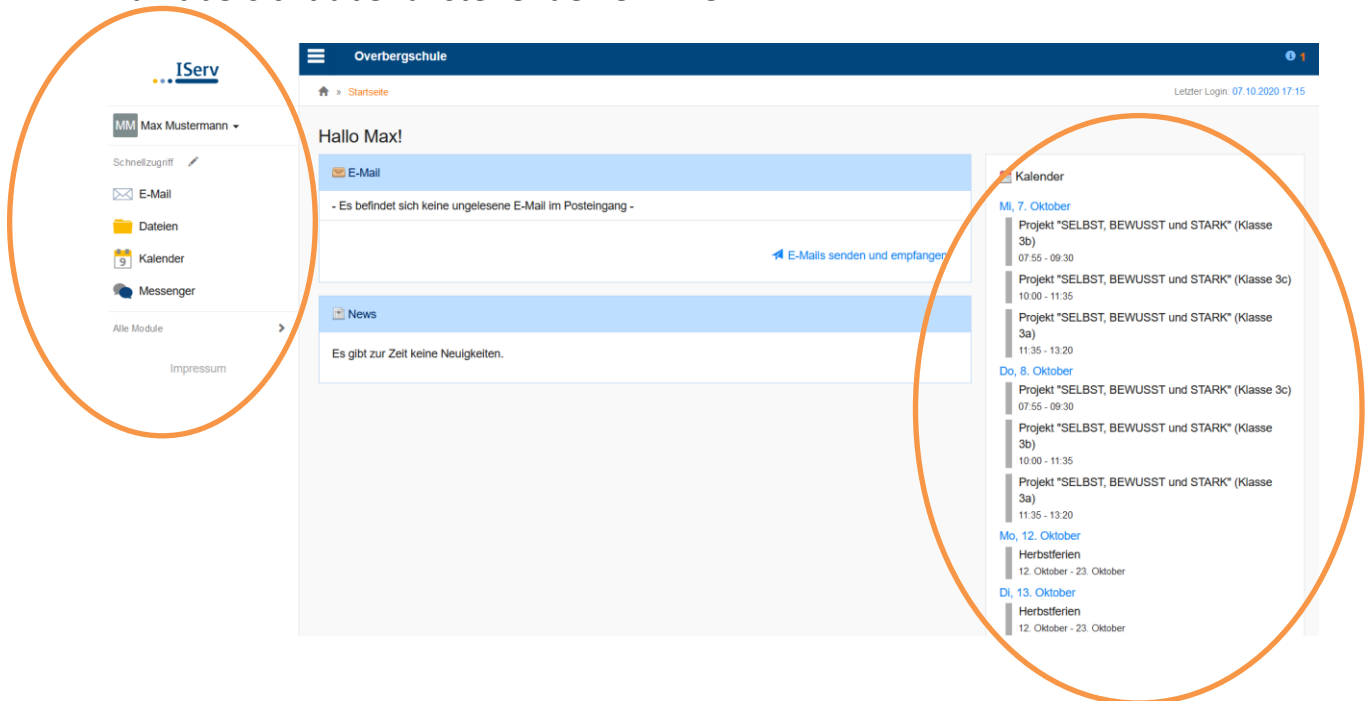 IServ
Max Mustermann
Schnellzugriff
E-Mail
Dateien
9
Kalender
Messenger
Alle Module
Impressum
Overbergschule
1
» Startseite
Letzter Login: 07.10.2020 17:15
Hallo Max!
E-Mail
- Es befindet sich keine ungelesene E-Mail im Posteingang -
E-Mails senden und empfangen
News
Es gibt zur Zeit keine Neuigkeiten.
Kalender
Mi, 7. Oktober
Projekt "SELBST, BEWUSST und STARK" (Klasse
3b)
07:55 - 09:30
Projekt "SELBST, BEWUSST und STARK" (Klasse 3c)
10:00 - 11:35
Projekt "SELBST, BEWUSST und STARK" (Klasse
3a)
11:35 - 13:20
Do, 8. Oktober
Projekt "SELBST, BEWUSST und STARK" (Klasse 3c)
07:55 - 09:30
Projekt "SELBST, BEWUSST und STARK" (Klasse
3b)
10:00 - 11:35
Projekt "SELBST, BEWUSST und STARK" (Klasse
3a)
11:35 - 13:20
Mo, 12. Oktober
Herbstferien
12. Oktober - 23. Oktober
Di, 13. Oktober
Herbstferien
12. Oktober - 23. Oktober